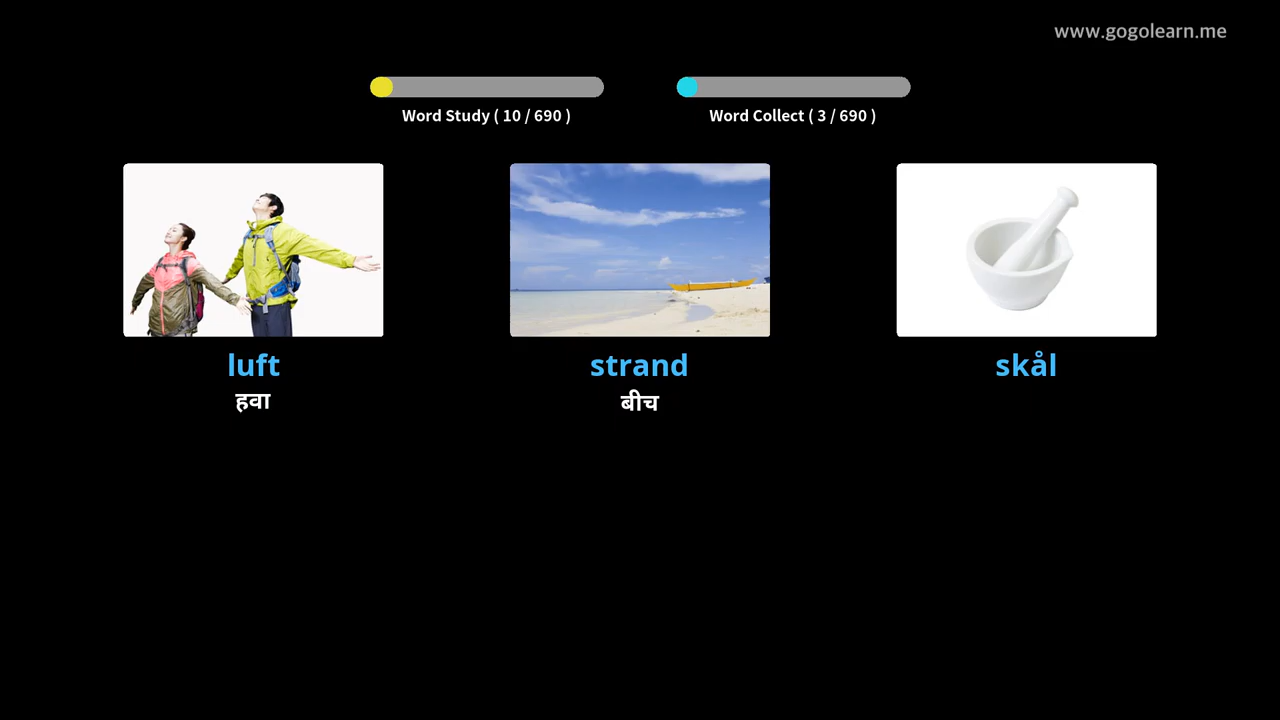 www.gogolearn.me
Word Study ( 10 / 690 )
Word Collect ( 3 / 690 )
luft
strand
skål
हवा
बीच